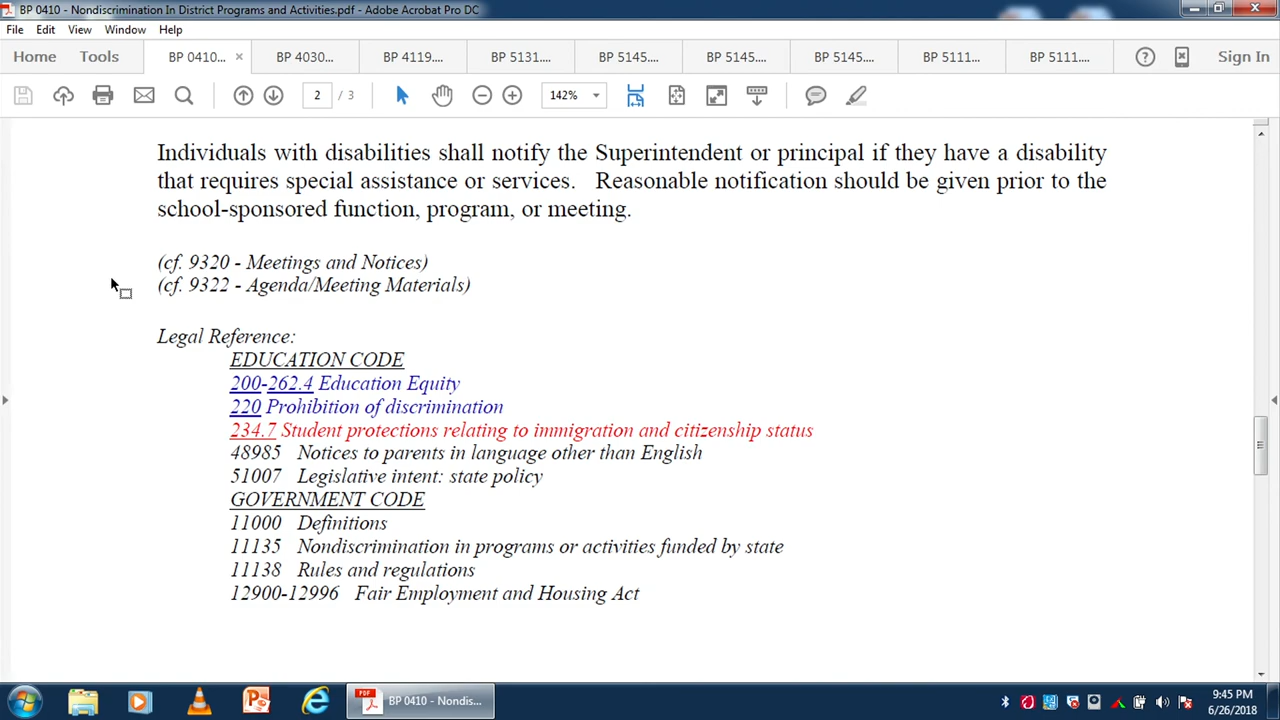 BP 0410 - Nondiscrimination In District Programs and Activities.pdf - Adobe Acrobat Pro DC
File Edit View Window Help
Home Tools BP 0410... × BP 4030... BP 4119.... BP 5131.... BP 5145.... BP 5145.... BP 5145.... BP 5111.... BP 5111.... Sign In
2 / 3 142%
Individuals with disabilities shall notify the Superintendent or principal if they have a disability
that requires special assistance or services. Reasonable notification should be given prior to the
school-sponsored function, program, or meeting.
(cf. 9320 - Meetings and Notices)
(cf. 9322 - Agenda/Meeting Materials)
Legal Reference:
EDUCATION CODE
200-262.4 Education Equity
220 Prohibition of discrimination
234.7 Student protections relating to immigration and citizenship status
48985 Notices to parents in language other than English
51007 Legislative intent: state policy
GOVERNMENT CODE
11000 Definitions
11135 Nondiscrimination in programs or activities funded by state
11138 Rules and regulations
12900-12996 Fair Employment and Housing Act
BP 0410 - Nondis...
9:45 PM
6/26/2018